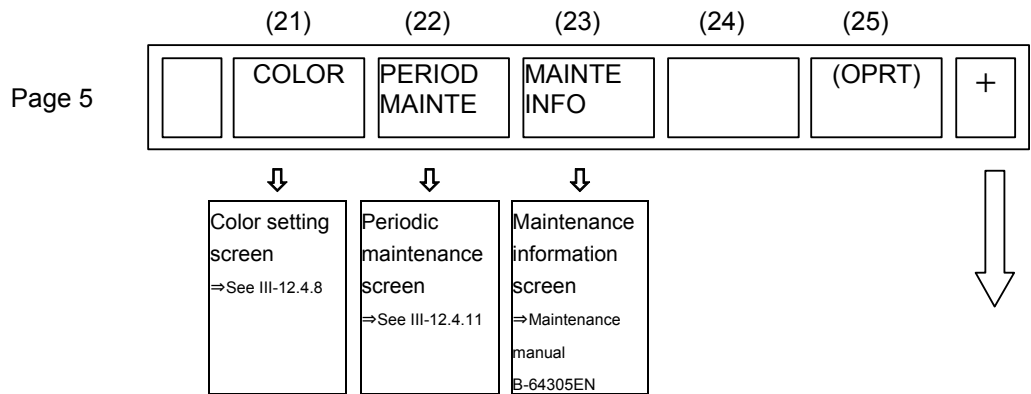 (21) (22) (23) (24) (25)
Page 5
COLOR
PERIOD
MAINTE
MAINTE
INFO
(OPRT)
+
Color setting
screen
⇒See III-12.4.8
Periodic
maintenance
screen
⇒See III-12.4.11
Maintenance
information
screen
⇒Maintenance
manual
B-64305EN